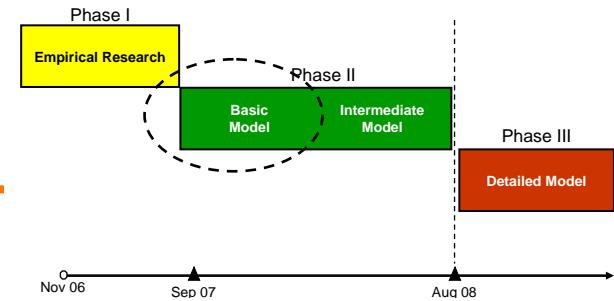 Phase I
Empirical Research
Phase II
Basic
Model
Intermediate
Model
Phase III
Detailed Model
Nov 06
Sep 07
Aug 08